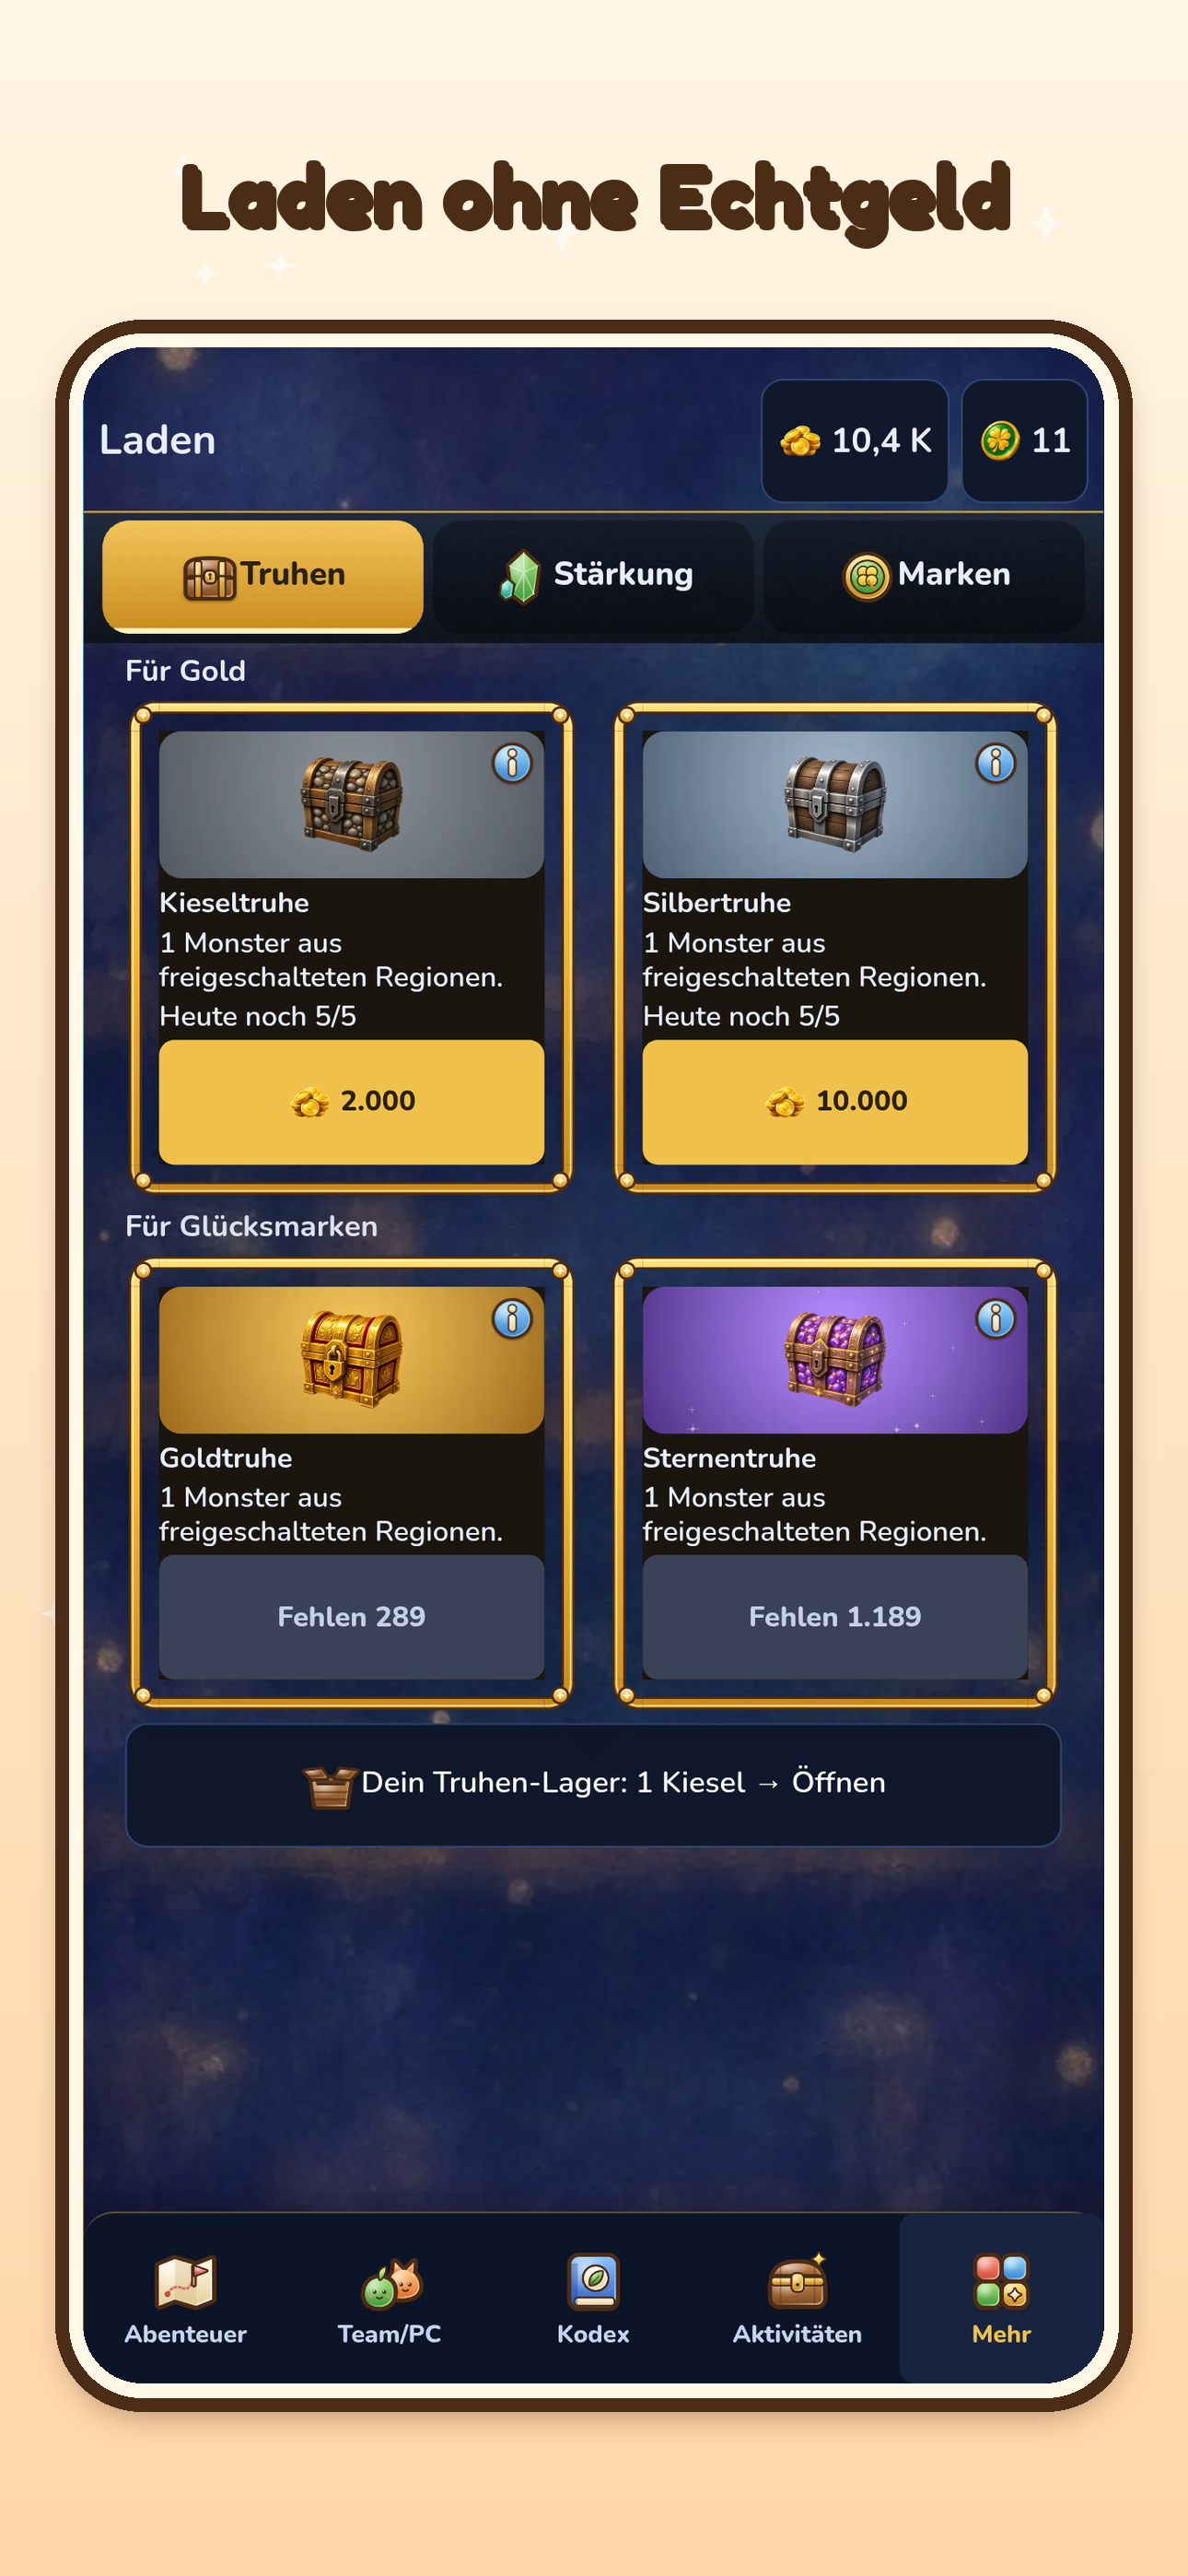 Laden ohne Echtgeld
Laden
10,4 K
11
Truhen
Stärkung
Marken
Für Gold
Kieseltruhe
1 Monster aus
freigeschalteten Regionen.
Heute noch 5/5
2.000
Silbertruhe
1 Monster aus
freigeschalteten Regionen.
Heute noch 5/5
10.000
Für Glücksmarken
Goldtruhe
1 Monster aus
freigeschalteten Regionen.
Fehlen 289
Sternentruhe
1 Monster aus
freigeschalteten Regionen.
Fehlen 1.189
Dein Truhen-Lager: 1 Kiesel → Öffnen
Abenteuer
Team/PC
Kodex
Aktivitäten
Mehr